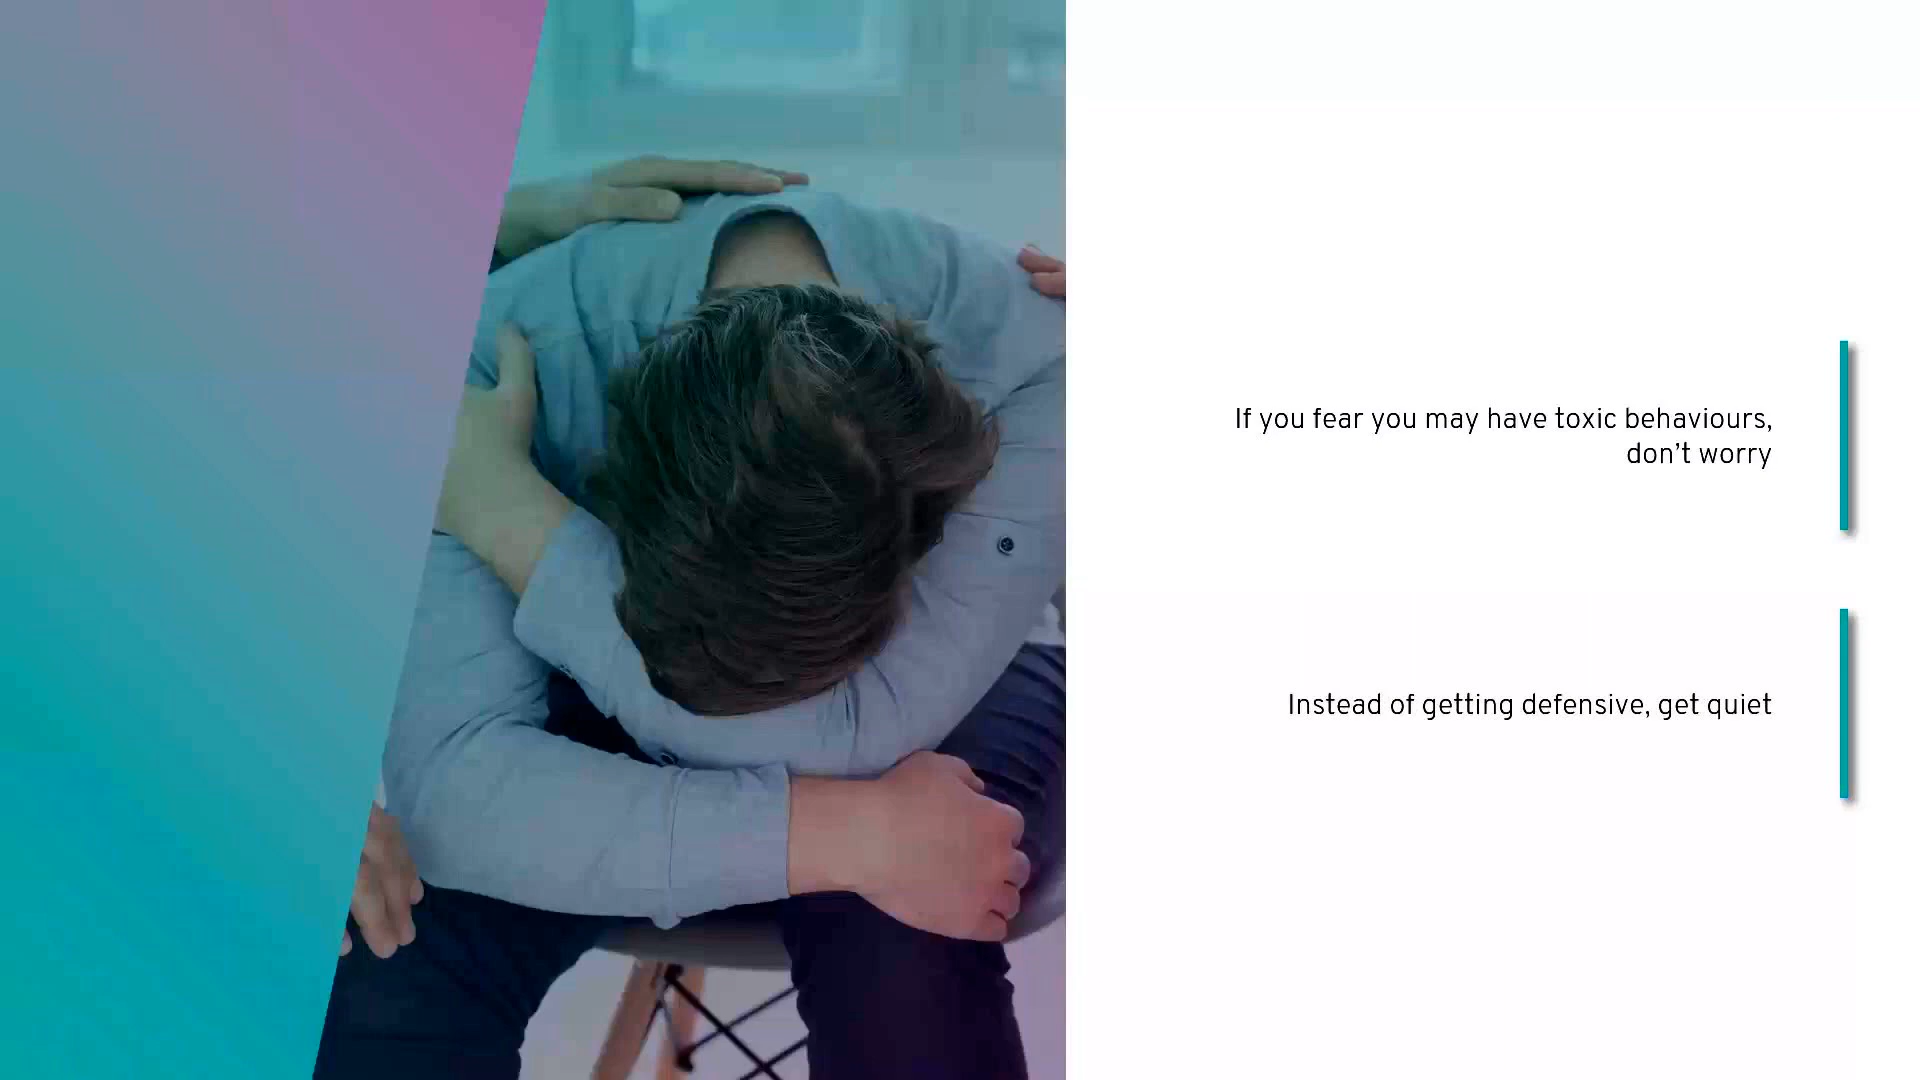 If you fear you may have toxic behaviours,
don’t worry
Instead of getting defensive, get quiet